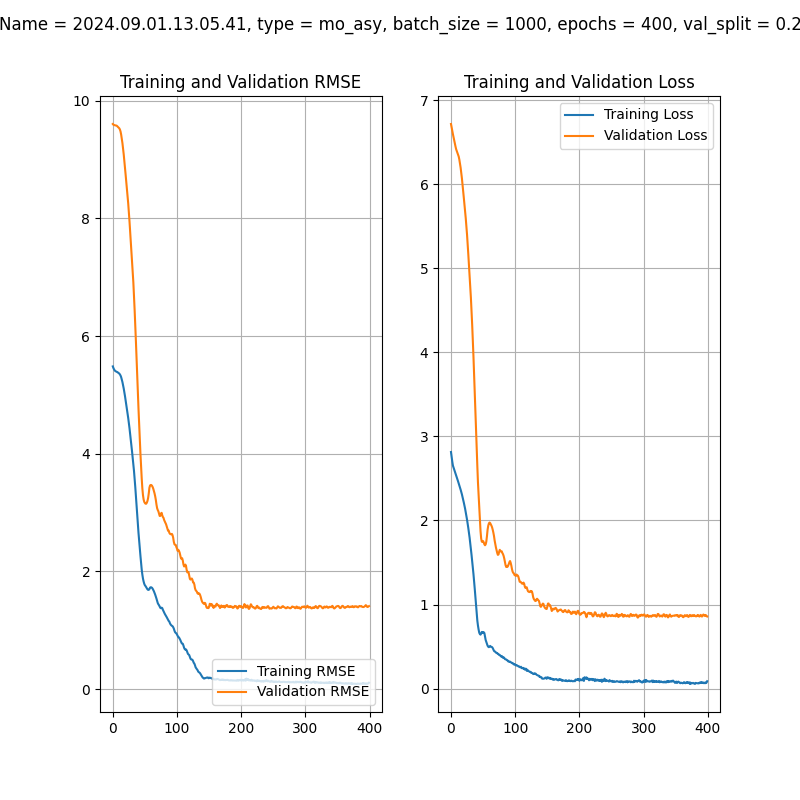 Name = 2024.09.01.13.05.41, type = mo_asy, batch_size = 1000, epochs = 400, val_split = 0.2
Training and Validation RMSE
10
8
6
4
2
0
0 100 200 300 400
Training RMSE
Validation RMSE
Training and Validation Loss
7
6
5
4
3
2
1
0
0 100 200 300 400
Training Loss
Validation Loss